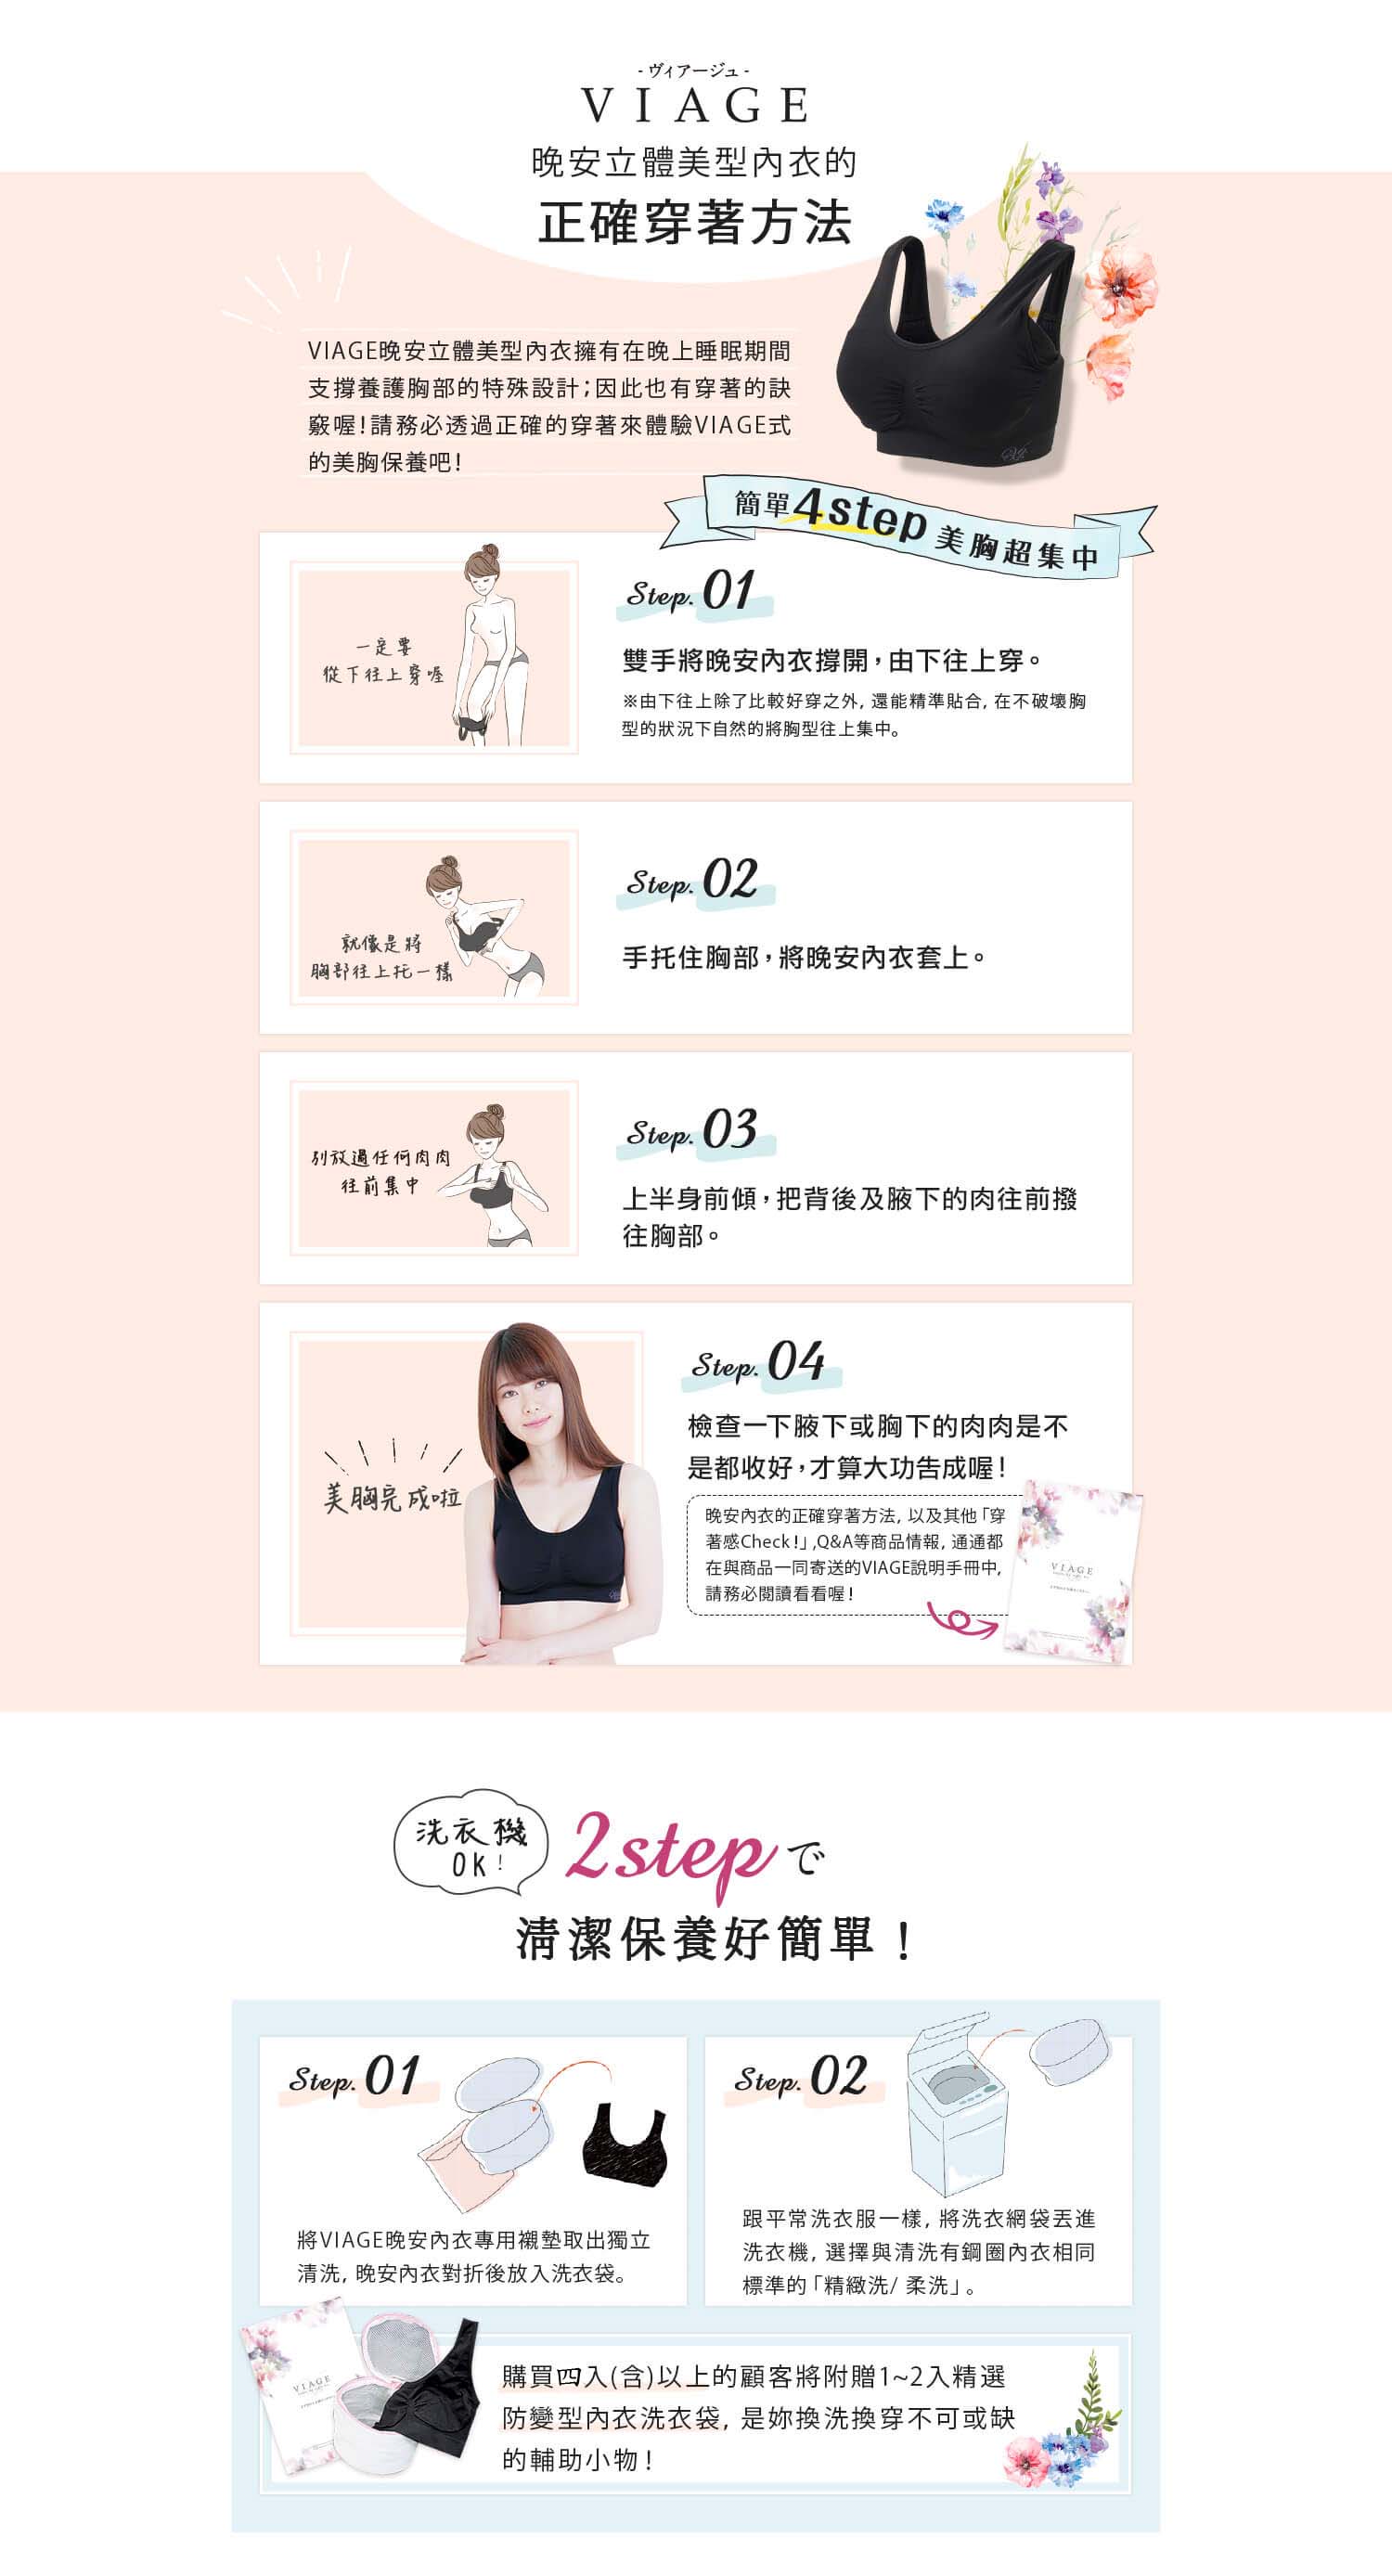 - ヴィアージュ -
VIAGE
晚安立體美型內衣的
正確穿著方法
VIAGE晚安立體美型內衣擁有在晚上睡眠期間
支撐養護胸部的特殊設計;因此也有穿著的訣
竅喔!請務必透過正確的穿著來體驗VIAGE式
的美胸保養吧!
簡單4step美胸超集中
一定要
從下往上穿喔
Step. 01
雙手將晚安內衣撐開,由下往上穿。
※由下往上除了比較好穿之外, 還能精準貼合, 在不破壞胸
型的狀況下自然的將胸型往上集中。
就像是將
胸部往上托一樣
Step. 02
手托住胸部,將晚安內衣套上。
別放過任何肉肉
往前集中
Step. 03
上半身前傾,把背後及腋下的肉往前撥
往胸部。
美胸完成啦
Step. 04
檢查一下腋下或胸下的肉肉是不
是都收好,才算大功告成喔!
晚安內衣的正確穿著方法, 以及其他「穿
著感Check!」,Q&A等商品情報, 通通都
在與商品一同寄送的VIAGE說明手冊中,
請務必閱讀看看喔!
VIAGE
洗衣機
OK!
2stepで
清潔保養好簡單!
Step. 01
將VIAGE晚安內衣專用襯墊取出獨立
清洗, 晚安內衣對折後放入洗衣袋。
Step. 02
跟平常洗衣服一樣, 將洗衣網袋丟進
洗衣機, 選擇與清洗有鋼圈內衣相同
標準的「精緻洗/ 柔洗」。
VIAGE
購買四入(含)以上的顧客將附贈1~2入精選
防變型內衣洗衣袋, 是妳換洗換穿不可或缺
的輔助小物!